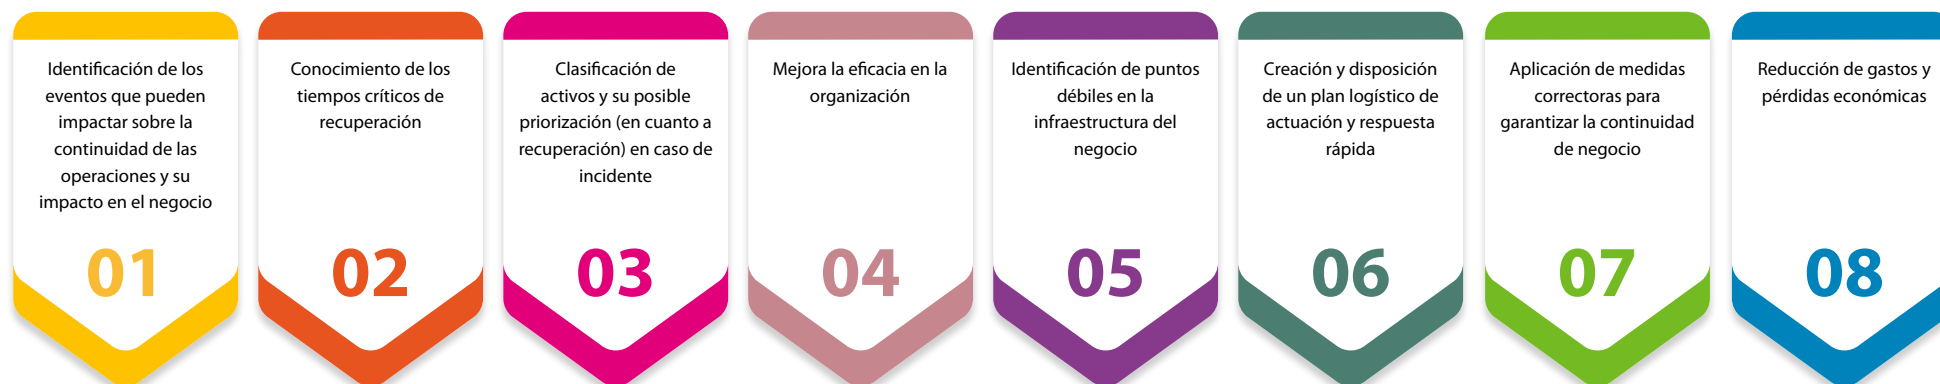 Identificación de los
eventos que pueden
impactar sobre la
continuidad de las
operaciones y su
impacto en el negocio
01
Conocimiento de los
tiempos críticos de
recuperación
02
Clasificación de
activos y su posible
priorización (en cuanto a
recuperación) en caso de
incidente
03
Mejora la eficacia en la
organización
04
Identificación de puntos
débiles en la
infraestructura del
negocio
05
Creación y disposición
de un plan logístico de
actuación y respuesta
rápida
06
Aplicación de medidas
correctoras para
garantizar la continuidad
de negocio
07
Reducción de gastos y
pérdidas económicas
08